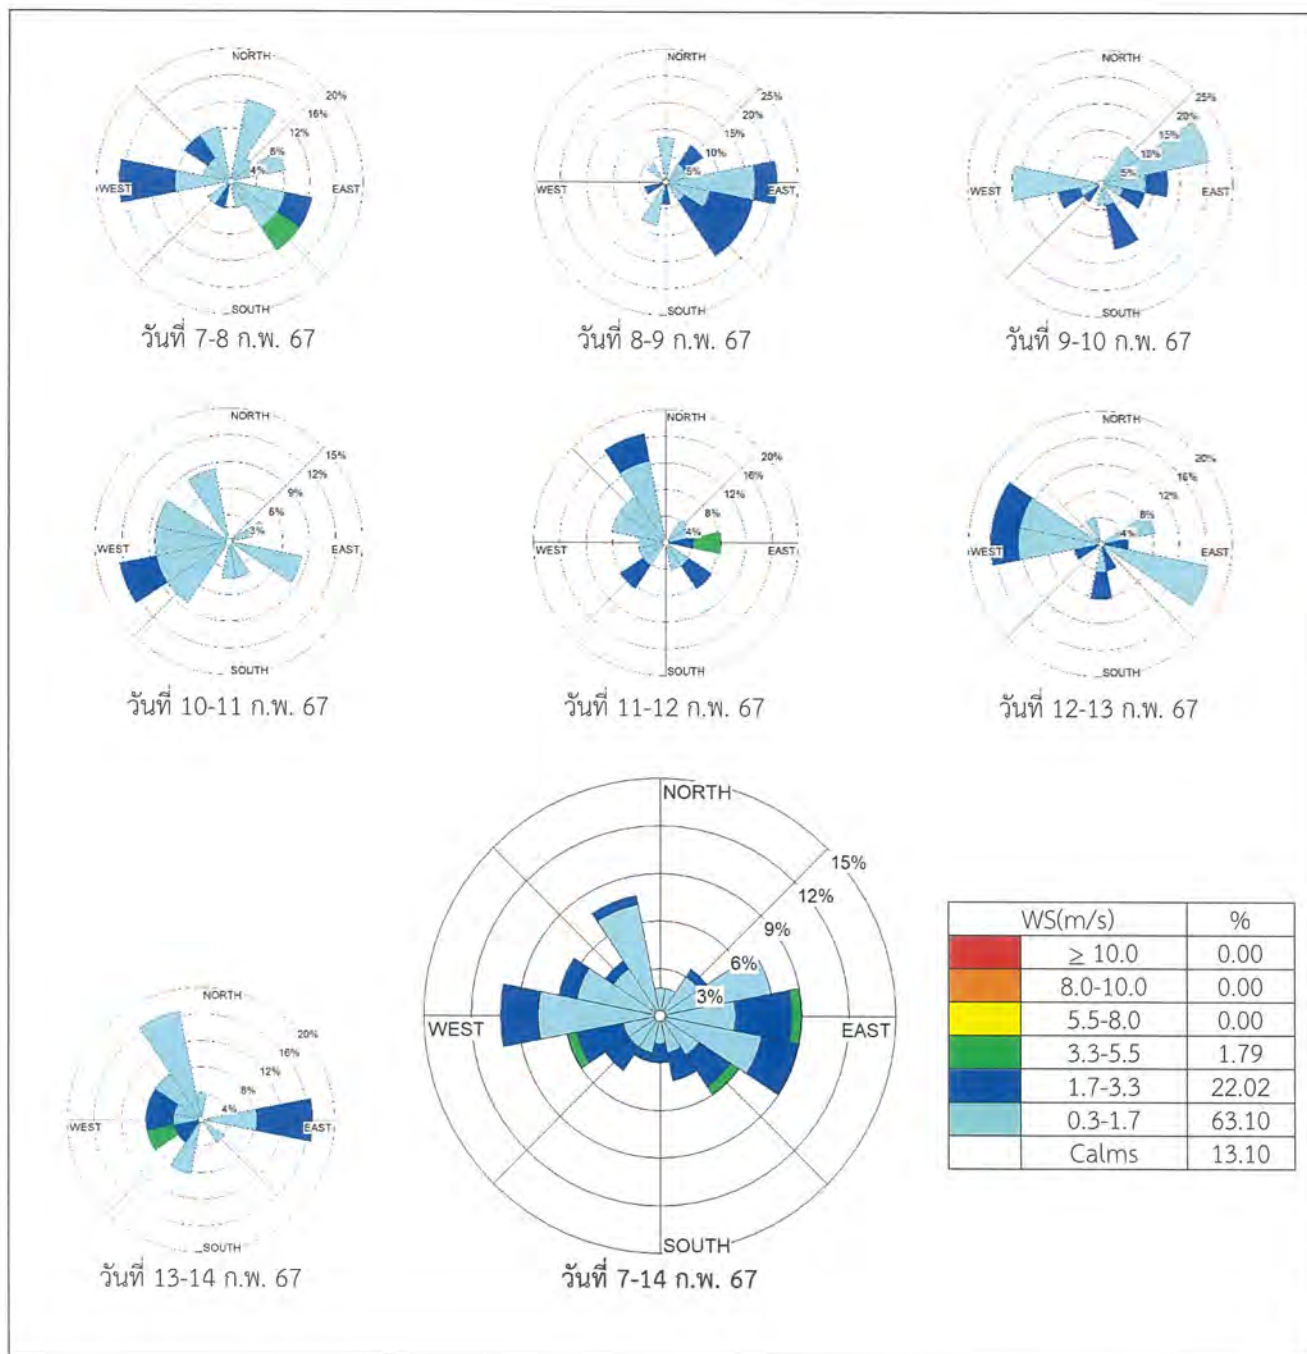 NORTH
20%
16%
12%
8%
4%
WEST
EAST
SOUTH
วันที่ 7-8 ก.พ. 67
NORTH
25%
20%
15%
10%
5%
WEST
EAST
SOUTH
วันที่ 8-9 ก.พ. 67
NORTH
25%
20%
15%
10%
5%
WEST
EAST
SOUTH
วันที่ 9-10 ก.พ. 67
NORTH
15%
12%
9%
6%
3%
WEST
EAST
SOUTH
วันที่ 10-11 ก.พ. 67
NORTH
20%
16%
12%
8%
4%
WEST
EAST
SOUTH
วันที่ 11-12 ก.พ. 67
NORTH
20%
16%
12%
8%
4%
WEST
EAST
SOUTH
วันที่ 12-13 ก.พ. 67
NORTH
20%
16%
12%
8%
4%
WEST
EAST
SOUTH
วันที่ 13-14 ก.พ. 67
NORTH
15%
12%
9%
6%
3%
WEST
EAST
SOUTH
วันที่ 7-14 ก.พ. 67
WS(m/s) %
≥ 10.0 0.00
8.0-10.0 0.00
5.5-8.0 0.00
3.3-5.5 1.79
1.7-3.3 22.02
0.3-1.7 63.10
Calms 13.10